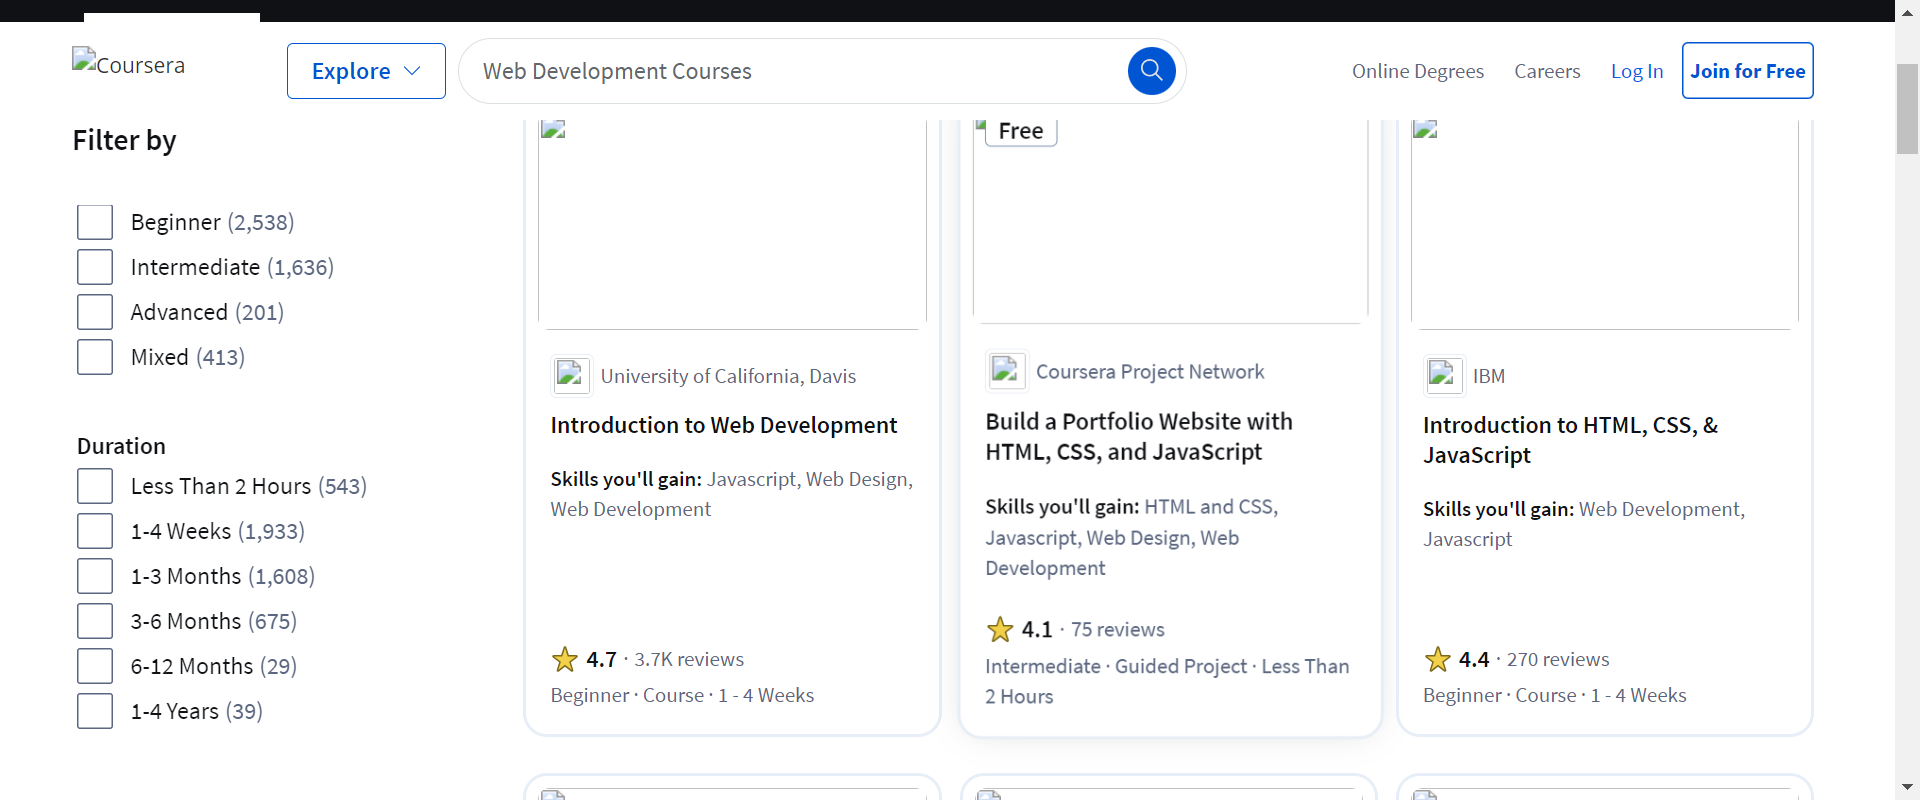 Coursera
Explore
Web Development Courses
Online Degrees
Careers
Log In
Join for Free
Filter by
Beginner (2,538)
Intermediate (1,636)
Advanced (201)
Mixed (413)
Duration
Less Than 2 Hours (543)
1-4 Weeks (1,933)
1-3 Months (1,608)
3-6 Months (675)
6-12 Months (29)
1-4 Years (39)
University of California, Davis
Introduction to Web Development
Skills you'll gain: Javascript, Web Design,
Web Development
4.7 · 3.7K reviews
Beginner · Course · 1 - 4 Weeks
Free
Coursera Project Network
Build a Portfolio Website with
HTML, CSS, and JavaScript
Skills you'll gain: HTML and CSS,
Javascript, Web Design, Web
Development
4.1 · 75 reviews
Intermediate · Guided Project · Less Than
2 Hours
IBM
Introduction to HTML, CSS, &
JavaScript
Skills you'll gain: Web Development,
Javascript
4.4 · 270 reviews
Beginner · Course · 1 - 4 Weeks